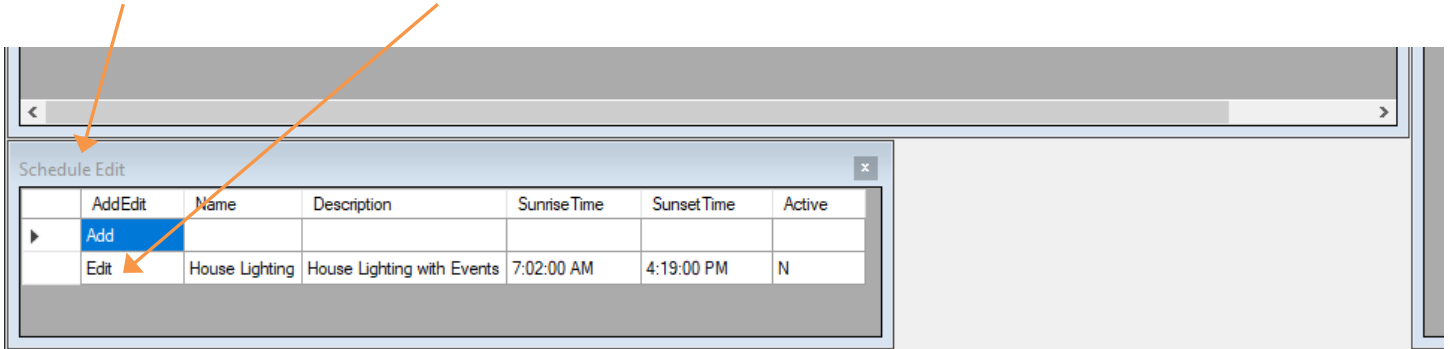 Schedule Edit
AddEdit Name Description SunriseTime SunsetTime Active
Add
Edit House Lighting House Lighting with Events 7:02:00 AM 4:19:00 PM N